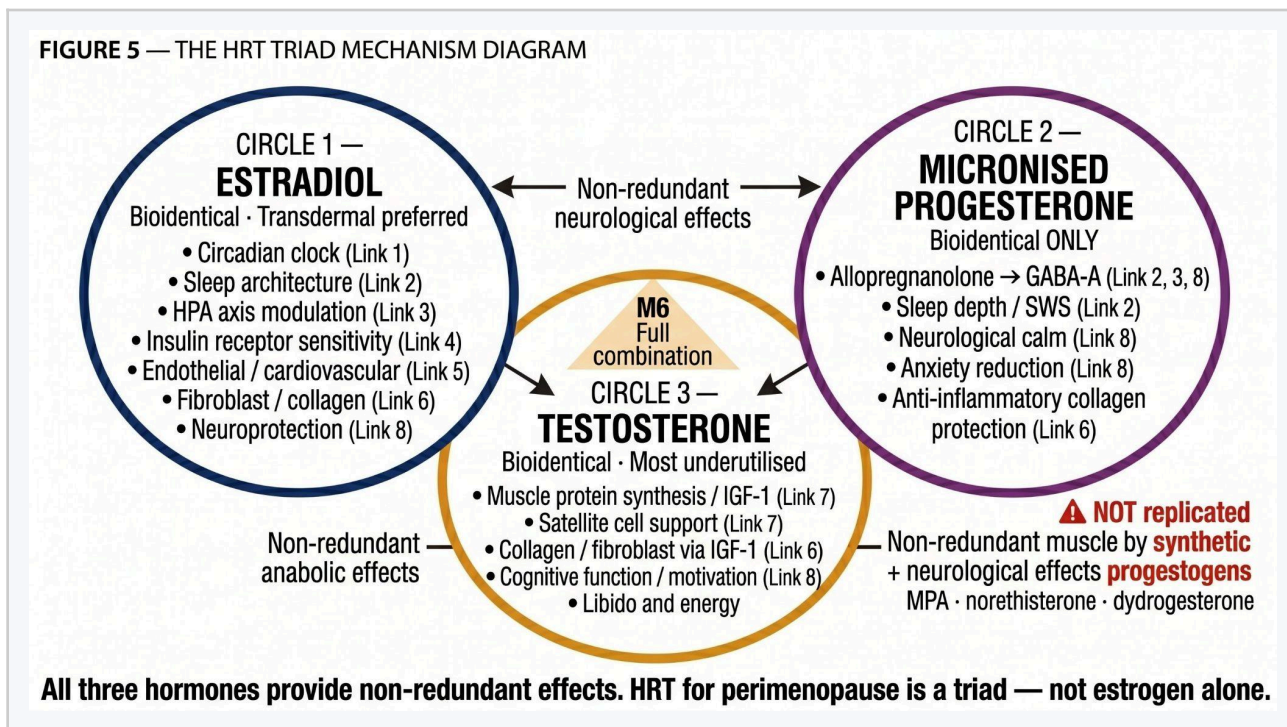 FIGURE 5 — THE HRT TRIAD MECHANISM DIAGRAM
CIRCLE 1 —
ESTRADIOL
Bioidentical · Transdermal preferred
• Circadian clock (Link 1)
• Sleep architecture (Link 2)
• HPA axis modulation (Link 3)
• Insulin receptor sensitivity (Link 4)
• Endothelial / cardiovascular (Link 5)
• Fibroblast / collagen (Link 6)
• Neuroprotection (Link 8)
Non-redundant
neurological effects
CIRCLE 2 —
MICRONISED
PROGESTERONE
Bioidentical ONLY
• Allopregnanolone → GABA-A (Link 2, 3, 8)
• Sleep depth / SWS (Link 2)
• Neurological calm (Link 8)
• Anxiety reduction (Link 8)
• Anti-inflammatory collagen
protection (Link 6)
M6
Full
combination
CIRCLE 3 —
TESTOSTERONE
Bioidentical · Most underutilised
• Muscle protein synthesis / IGF-1 (Link 7)
• Satellite cell support (Link 7)
• Collagen / fibroblast via IGF-1 (Link 6)
• Cognitive function / motivation (Link 8)
• Libido and energy
Non-redundant
anabolic effects
⚠ NOT replicated
Non-redundant muscle by synthetic
+ neurological effects progestogens
MPA · norethisterone · dydrogesterone
All three hormones provide non-redundant effects. HRT for perimenopause is a triad — not estrogen alone.